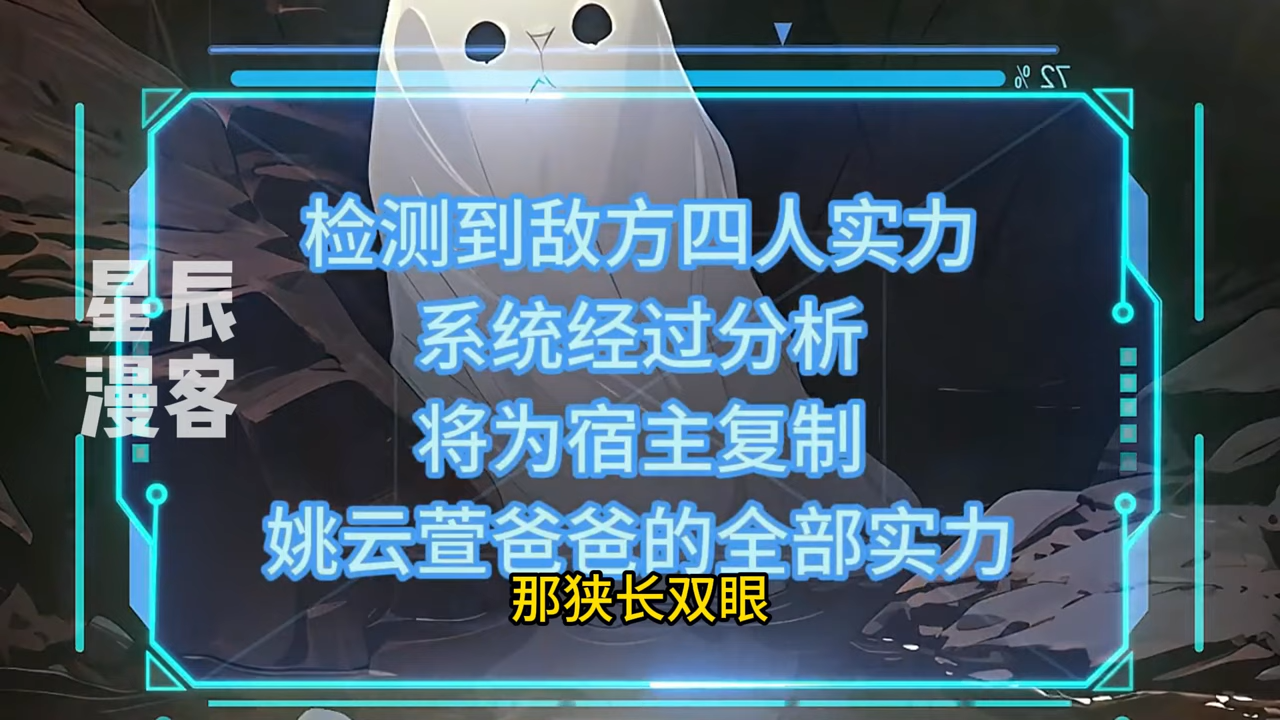 72 %
检测到敌方四人实力
系统经过分析
将为宿主复制
姚云萱爸爸的全部实力
那狭长双眼
星辰
漫客